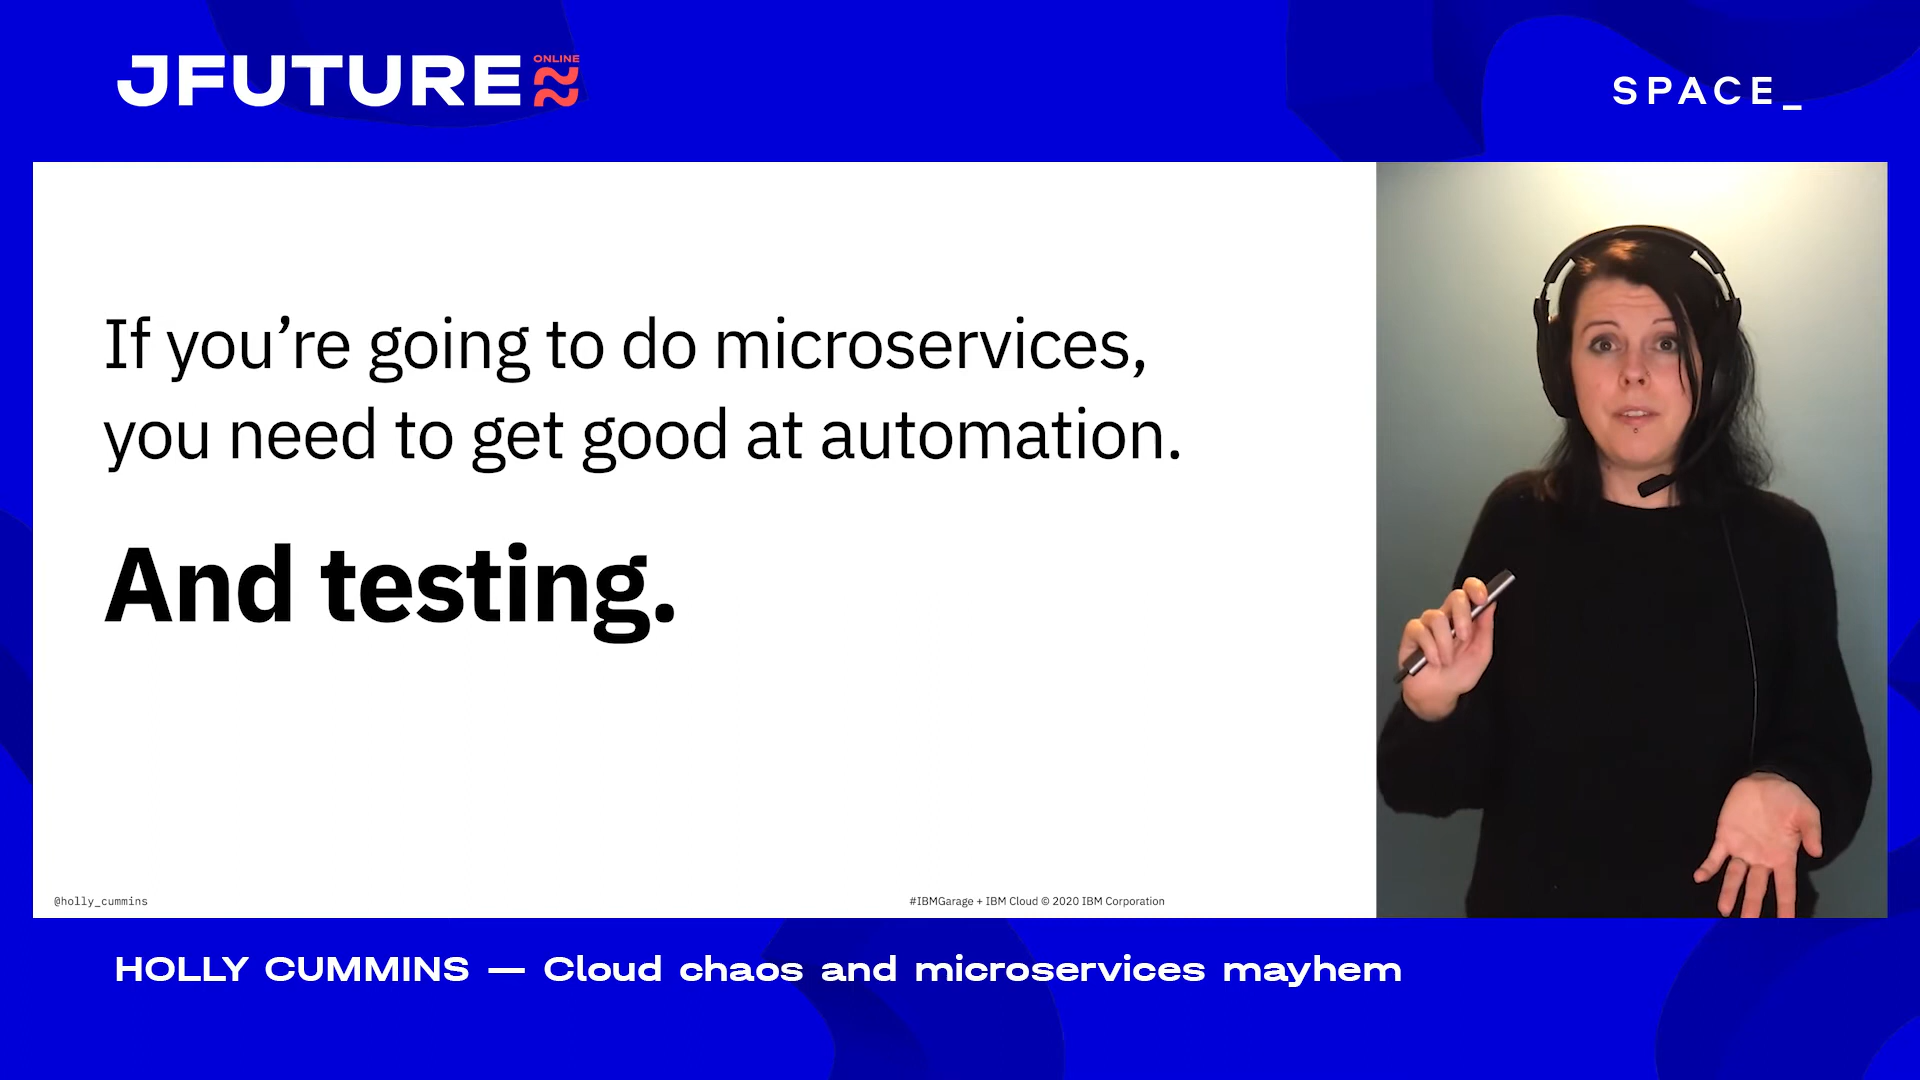 JFUTURE ONLINE
SPACE_
If you’re going to do microservices,
you need to get good at automation.
And testing.
@holly_cummins
#IBMGarage + IBM Cloud © 2020 IBM Corporation
HOLLY CUMMINS — Cloud chaos and microservices mayhem